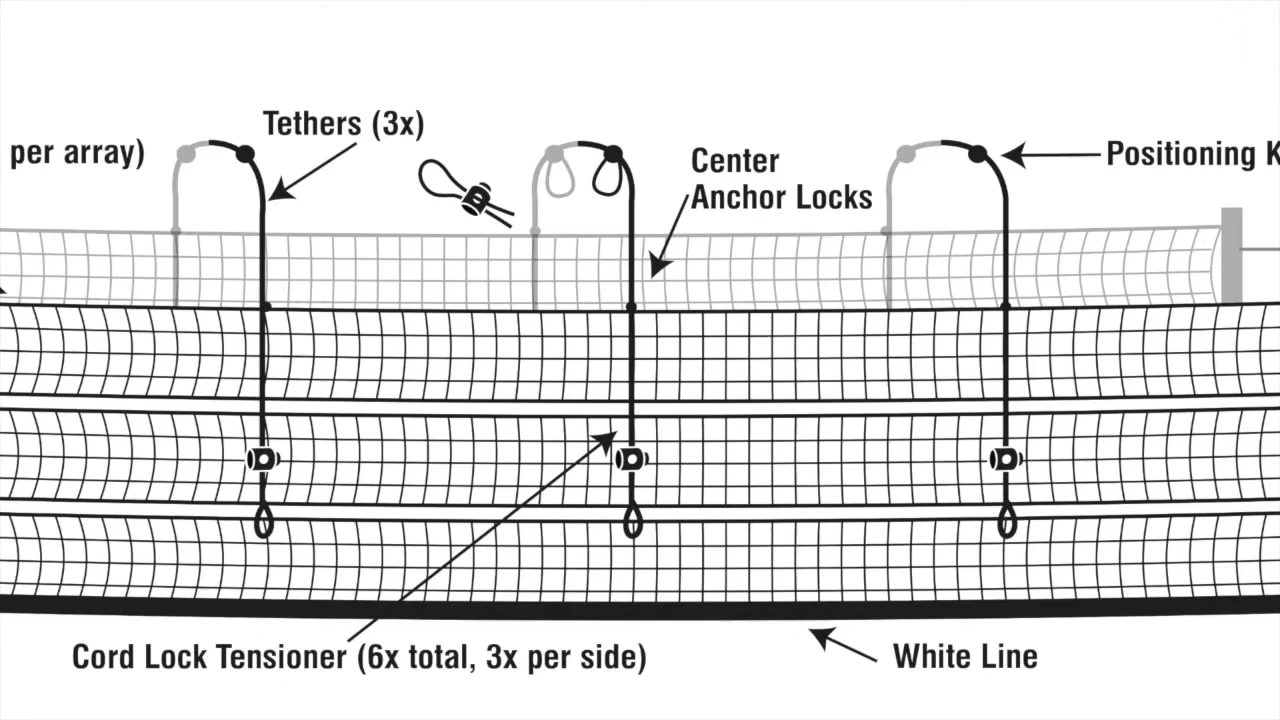 Tethers (3x)
per array)
Center
Anchor Locks
Positioning
Cord Lock Tensioner (6x total, 3x per side)
White Line